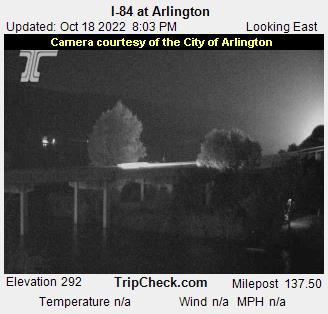 I-84 at Arlington
Updated: Oct 18 2022 8:03 PM Looking East
Camera courtesy of the City of Arlington
Elevation 292 TripCheck.com Milepost 137.50
Temperature n/a Wind n/a MPH n/a